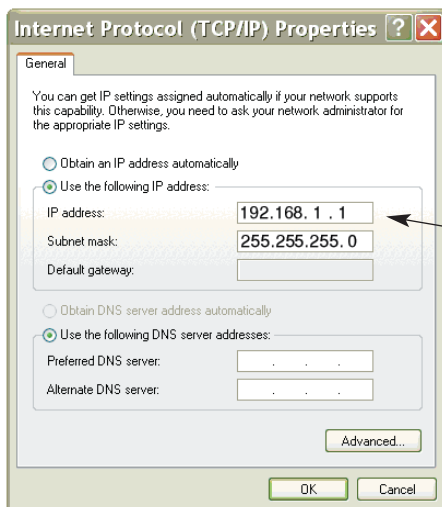 Internet Protocol (TCP/IP) Properties
General
You can get IP settings assigned automatically if your network supports
this capability. Otherwise, you need to ask your network administrator for
the appropriate IP settings.
Obtain an IP address automatically
Use the following IP address:
IP address: 192.168. 1 . 1
Subnet mask: 255.255.255. 0
Default gateway:
Obtain DNS server address automatically
Use the following DNS server addresses:
Preferred DNS server: . . .
Alternate DNS server: . . .
Advanced...
OK Cancel